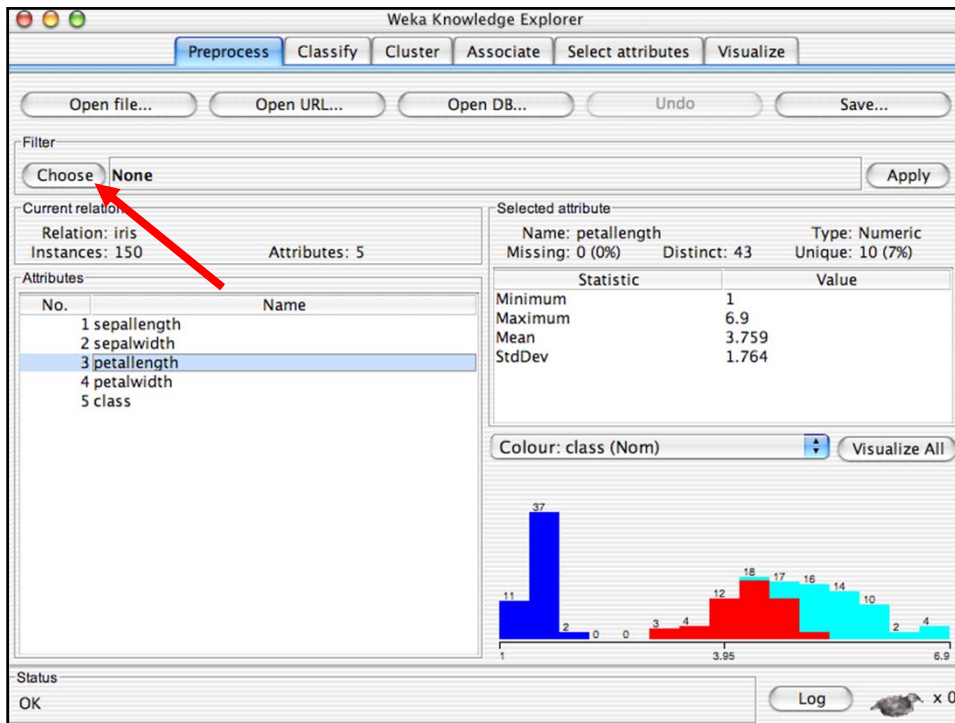 Weka Knowledge Explorer
Preprocess Classify Cluster Associate Select attributes Visualize
Open file... Open URL... Open DB... Undo Save...
Filter
Choose None Apply
Current relation
Relation: iris
Instances: 150 Attributes: 5
Attributes
No. Name
1 sepallength
2 sepalwidth
3 petallength
4 petalwidth
5 class
Selected attribute
Name: petallength Type: Numeric
Missing: 0 (0%) Distinct: 43 Unique: 10 (7%)
Statistic Value
Minimum 1
Maximum 6.9
Mean 3.759
StdDev 1.764
Colour: class (Nom) Visualize All
11 37 2 0 0 3 4 12 18 17 16 14 10 2 4
1 3.95 6.9
Status
OK Log x 0